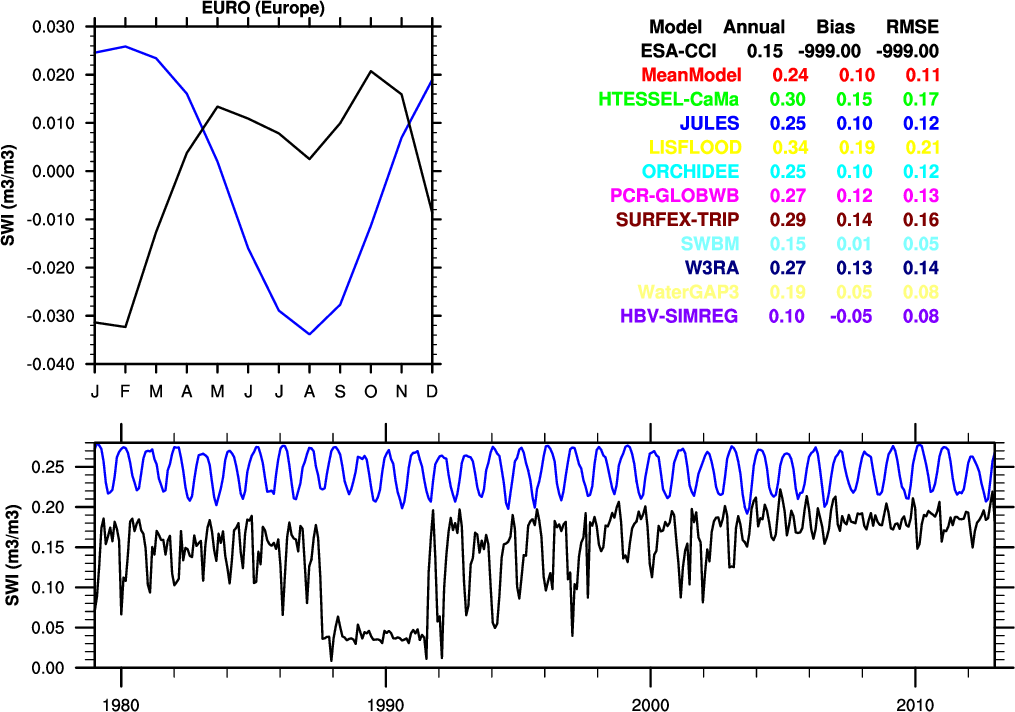 EURO (Europe)
0.030
0.020
0.010
0.000
-0.010
-0.020
-0.030
-0.040
SWI (m3/m3)
J F M A M J J A S O N D
Model Annual Bias RMSE
ESA-CCI 0.15 -999.00 -999.00
MeanModel 0.24 0.10 0.11
HTESSEL-CaMa 0.30 0.15 0.17
JULES 0.25 0.10 0.12
LISFLOOD 0.34 0.19 0.21
ORCHIDEE 0.25 0.10 0.12
PCR-GLOBWB 0.27 0.12 0.13
SURFEX-TRIP 0.29 0.14 0.16
SWBM 0.15 0.01 0.05
W3RA 0.27 0.13 0.14
WaterGAP3 0.19 0.05 0.08
HBV-SIMREG 0.10 -0.05 0.08
0.25
0.20
0.15
0.10
0.05
0.00
SWI (m3/m3)
1980 1990 2000 2010